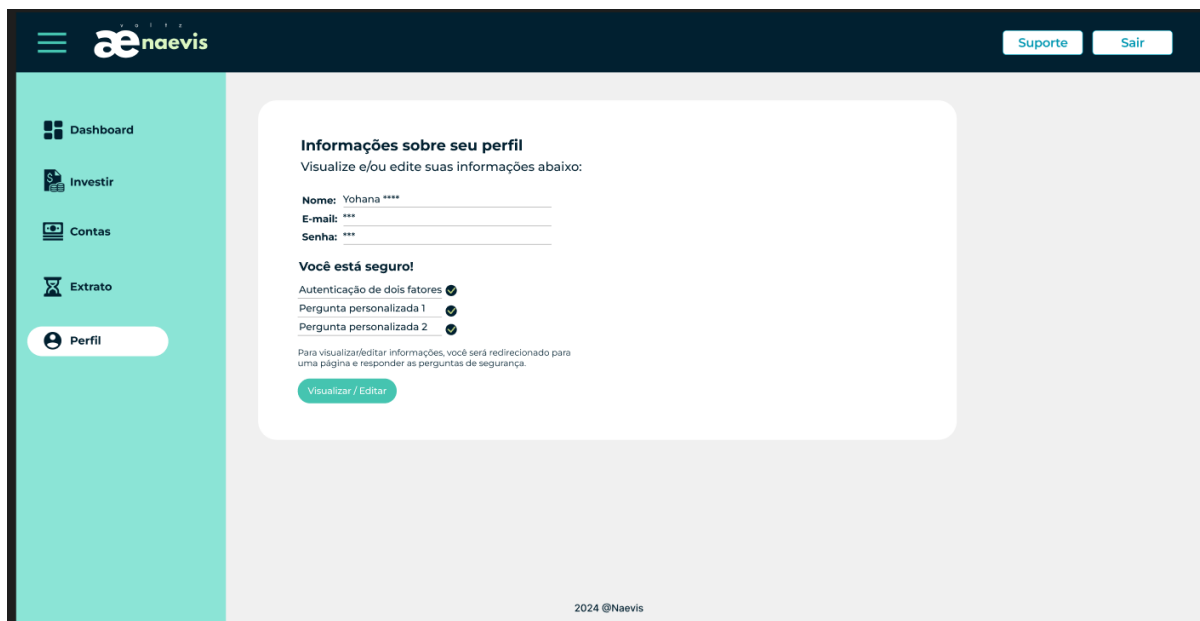 voltz
ae naevis
Suporte
Sair
Dashboard
Investir
Contas
Extrato
Perfil
Informações sobre seu perfil
Visualize e/ou edite suas informações abaixo:
Nome: Yohana ****
E-mail: ***
Senha: ***
Você está seguro!
Autenticação de dois fatores
Pergunta personalizada 1
Pergunta personalizada 2
Para visualizar/editar informações, você será redirecionado para
uma página e responder as perguntas de segurança.
Visualizar / Editar
2024 @Naevis